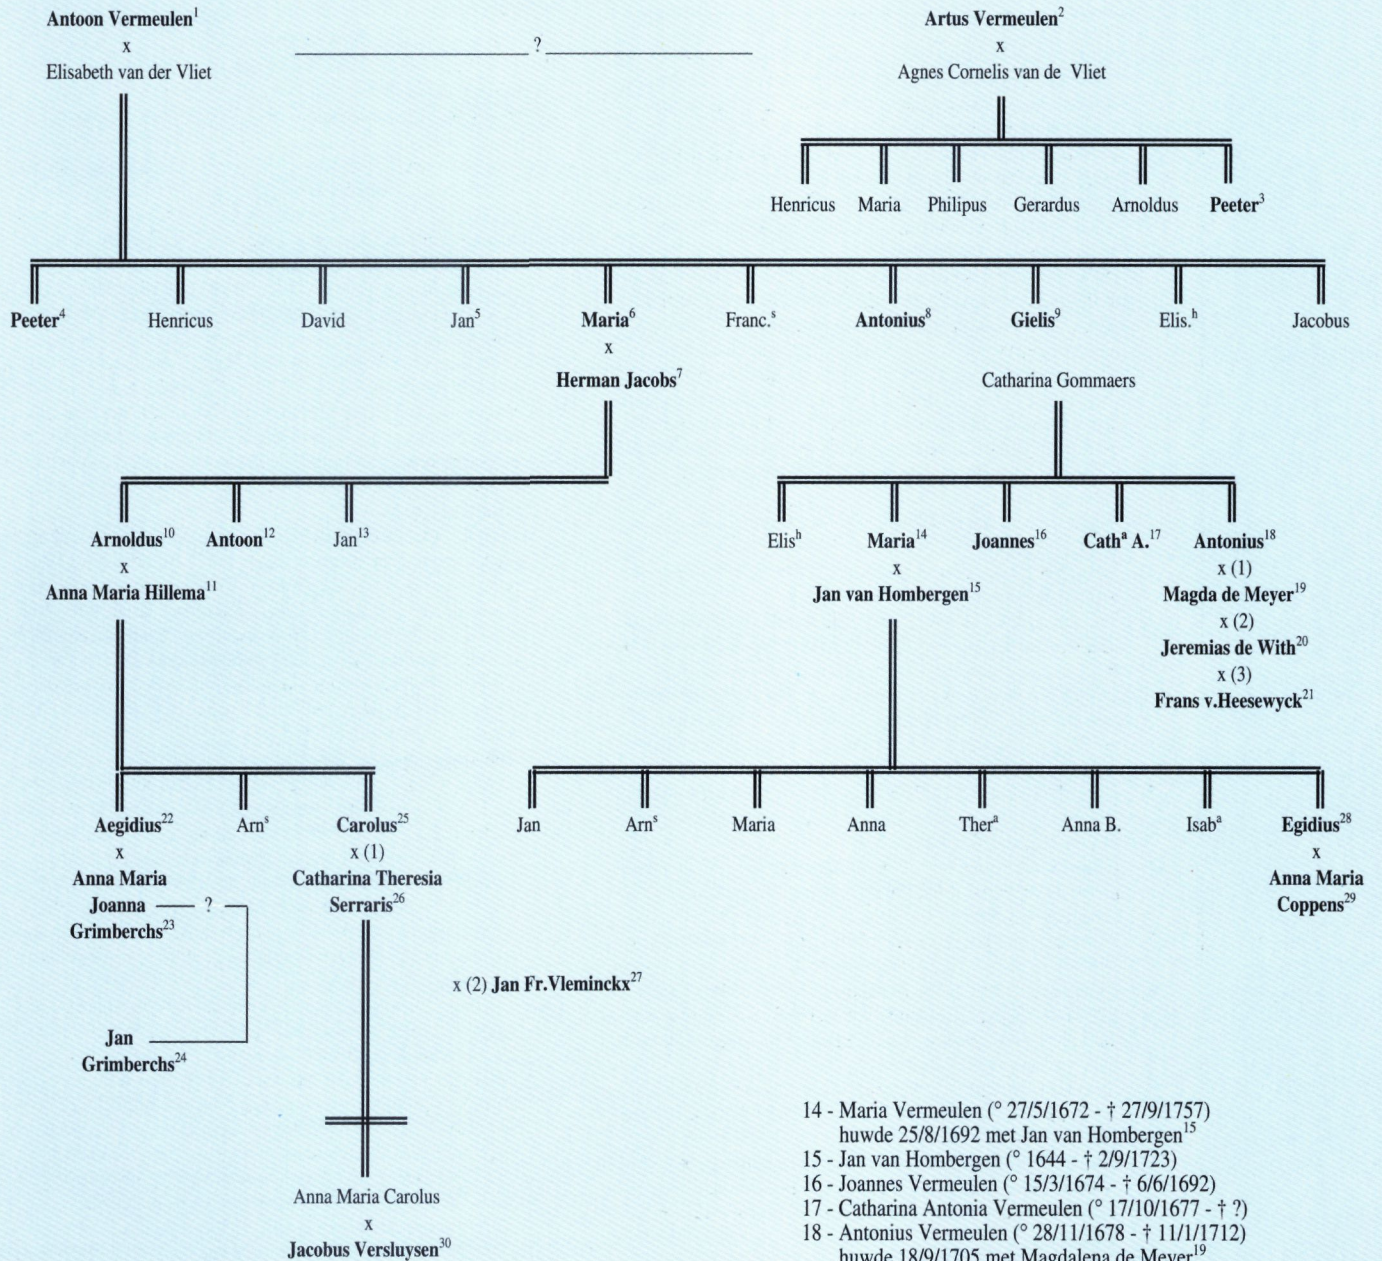 Antoon Vermeulen¹ Artus Vermeulen²
x x
?
Elisabeth van der Vliet Agnes Cornelis van de Vliet
Henricus Maria Philipus Gerardus Arnoldus Peeter³
Peeter⁴ Henricus David Jan⁵ Maria⁶ Franc.ˢ Antonius⁸ Gielis⁹ Elis.ʰ Jacobus
x
Herman Jacobs⁷ Catharina Gommaers
Arnoldus¹⁰ Antoon¹² Jan¹³ Elisʰ Maria¹⁴ Joannes¹⁶ Cathᵃ A.¹⁷ Antonius¹⁸
x x x (1)
Anna Maria Hillema¹¹ Jan van Hombergen¹⁵ Magda de Meyer¹⁹
x (2)
Jeremias de With²⁰
x (3)
Frans v.Heesewyck²¹
Aegidius²² Arnˢ Carolus²⁵ Jan Arnˢ Maria Anna Therᵃ Anna B. Isabᵃ Egidius²⁸
x x (1) x
Anna Maria Catharina Theresia Anna Maria
Joanna ? Serraris²⁶ Coppens²⁹
Grimberchs²³
x (2) Jan Fr.Vleminckx²⁷
Jan
Grimberchs²⁴
Anna Maria Carolus
x
Jacobus Versluysen³⁰
14 - Maria Vermeulen (° 27/5/1672 - † 27/9/1757)
huwde 25/8/1692 met Jan van Hombergen¹⁵
15 - Jan van Hombergen (° 1644 - † 2/9/1723)
16 - Joannes Vermeulen (° 15/3/1674 - † 6/6/1692)
17 - Catharina Antonia Vermeulen (° 17/10/1677 - † ?)
18 - Antonius Vermeulen (° 28/11/1678 - † 11/1/1712)
huwde 18/9/1705 met Magdalena de Meyer¹⁹